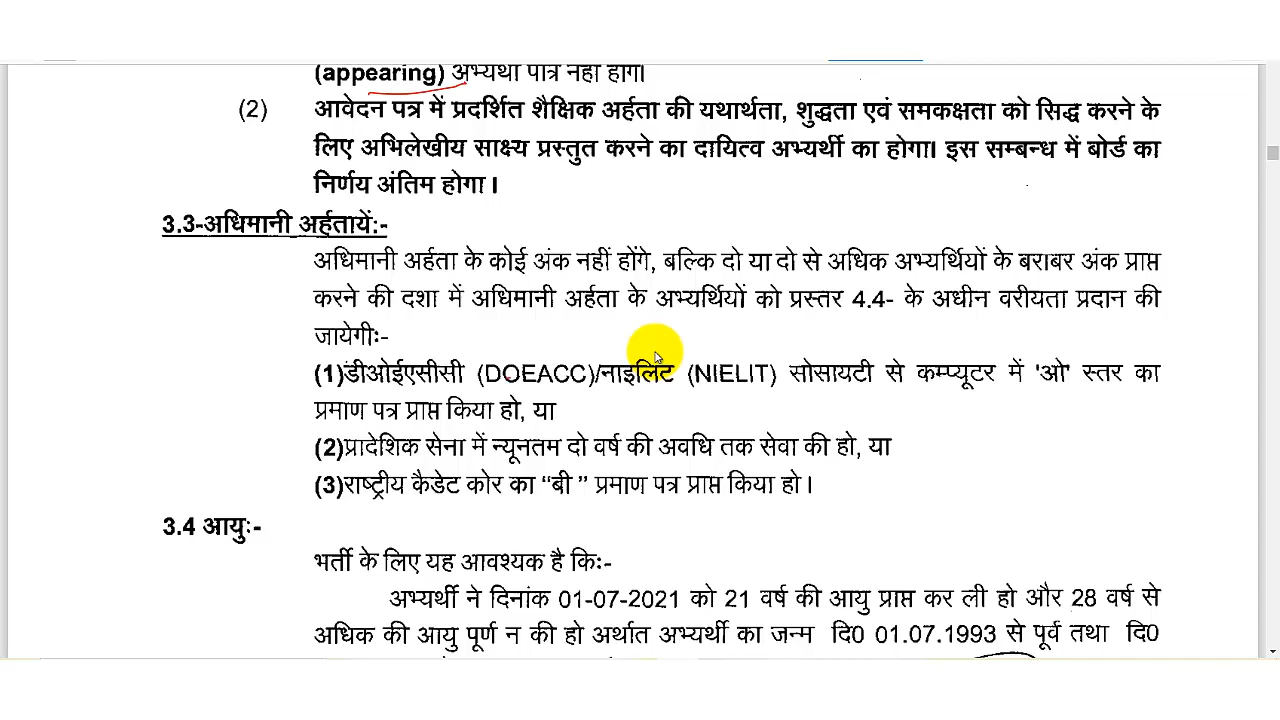 (appearing) अभ्यर्थी पात्र नहीं होंगे।
(2) आवेदन पत्र में प्रदर्शित शैक्षिक अर्हता की यथार्थता, शुद्धता एवं समकक्षता को सिद्ध करने के
लिए अभिलेखीय साक्ष्य प्रस्तुत करने का दायित्व अभ्यर्थी का होगा। इस सम्बन्ध में बोर्ड का
निर्णय अंतिम होगा ।
3.3-अधिमानी अर्हतायें:-
अधिमानी अर्हता के कोई अंक नहीं होंगे, बल्कि दो या दो से अधिक अभ्यर्थियों के बराबर अंक प्राप्त
करने की दशा में अधिमानी अर्हता के अभ्यर्थियों को प्रस्तर 4.4- के अधीन वरीयता प्रदान की
जायेगीः-
(1)डीओईएसीसी (DOEACC)/नाइलिट (NIELIT) सोसायटी से कम्प्यूटर में 'ओ' स्तर का
प्रमाण पत्र प्राप्त किया हो, या
(2)प्रादेशिक सेना में न्यूनतम दो वर्ष की अवधि तक सेवा की हो, या
(3)राष्ट्रीय कैडेट कोर का “बी ” प्रमाण पत्र प्राप्त किया हो ।
3.4 आयुः-
भर्ती के लिए यह आवश्यक है किः-
अभ्यर्थी ने दिनांक 01-07-2021 को 21 वर्ष की आयु प्राप्त कर ली हो और 28 वर्ष से
अधिक की आयु पूर्ण न की हो अर्थात अभ्यर्थी का जन्म दि0 01.07.1993 से पूर्व तथा दि0